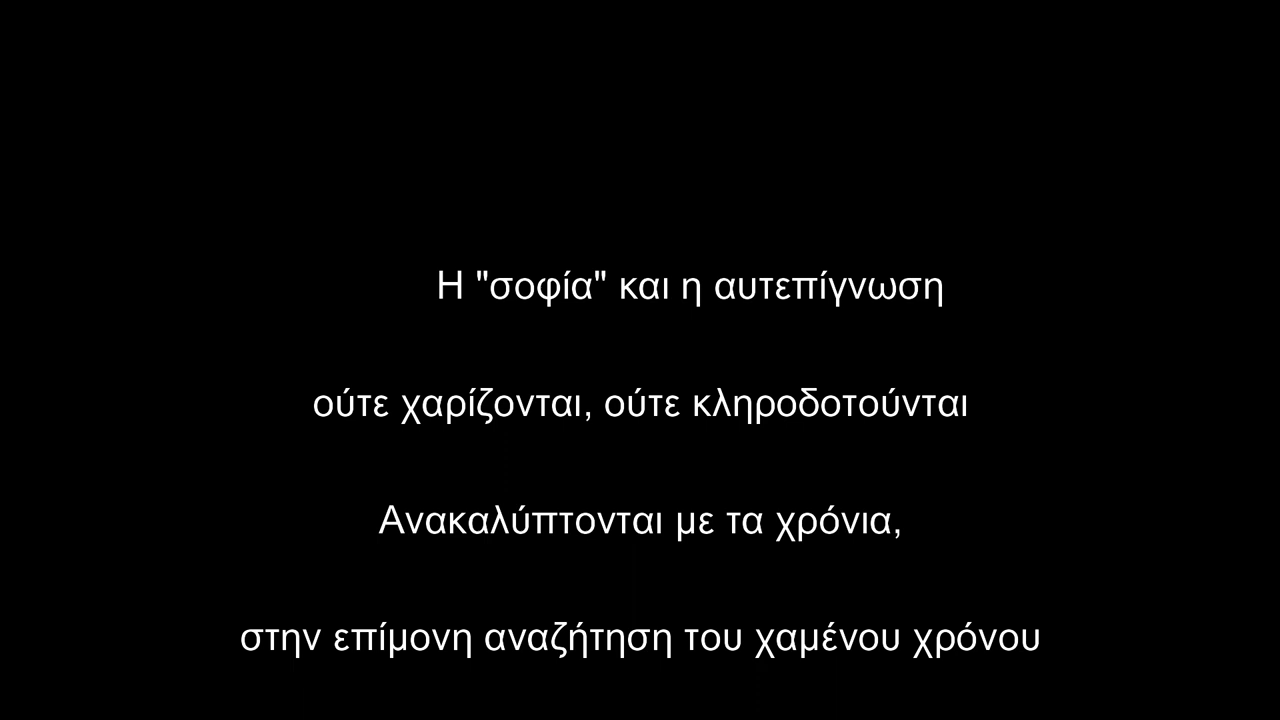 Η "σοφία" και η αυτεπίγνωση
ούτε χαρίζονται, ούτε κληροδοτούνται
Ανακαλύπτονται με τα χρόνια,
στην επίμονη αναζήτηση του χαμένου χρόνου